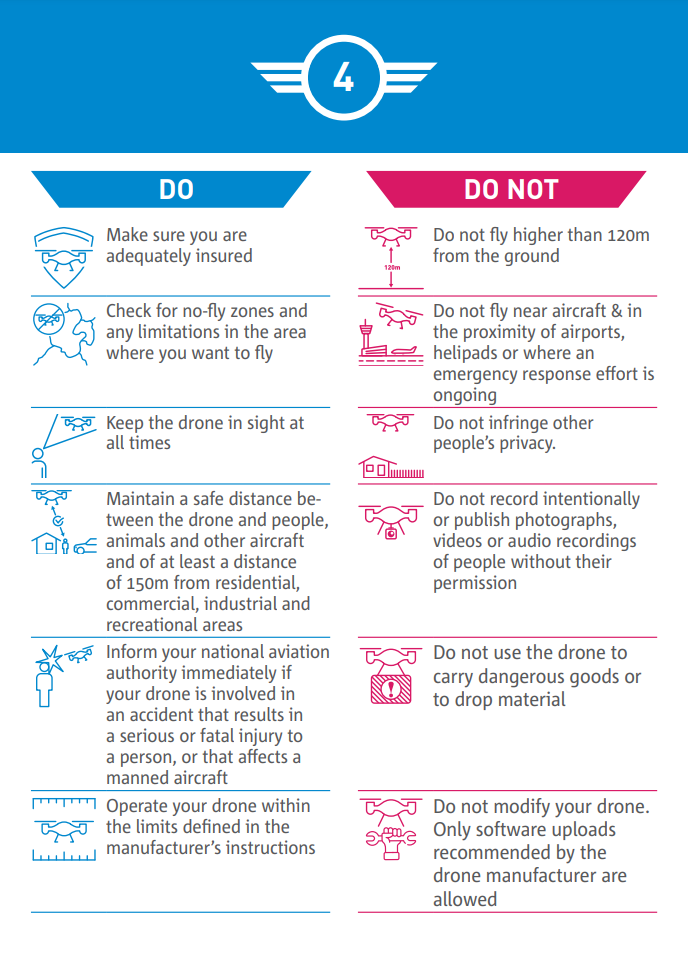 4
DO
Make sure you are
adequately insured
Check for no-fly zones and
any limitations in the area
where you want to fly
Keep the drone in sight at
all times
Maintain a safe distance be-
tween the drone and people,
animals and other aircraft
and of at least a distance
of 150m from residential,
commercial, industrial and
recreational areas
Inform your national aviation
authority immediately if
your drone is involved in
an accident that results in
a serious or fatal injury to
a person, or that affects a
manned aircraft
Operate your drone within
the limits defined in the
manufacturer's instructions
DO NOT
120m
Do not fly higher than 120m
from the ground
Do not fly near aircraft & in
the proximity of airports,
helipads or where an
emergency response effort is
ongoing
Do not infringe other
people's privacy.
Do not record intentionally
or publish photographs,
videos or audio recordings
of people without their
permission
Do not use the drone to
carry dangerous goods or
to drop material
Do not modify your drone.
Only software uploads
recommended by the
drone manufacturer are
allowed